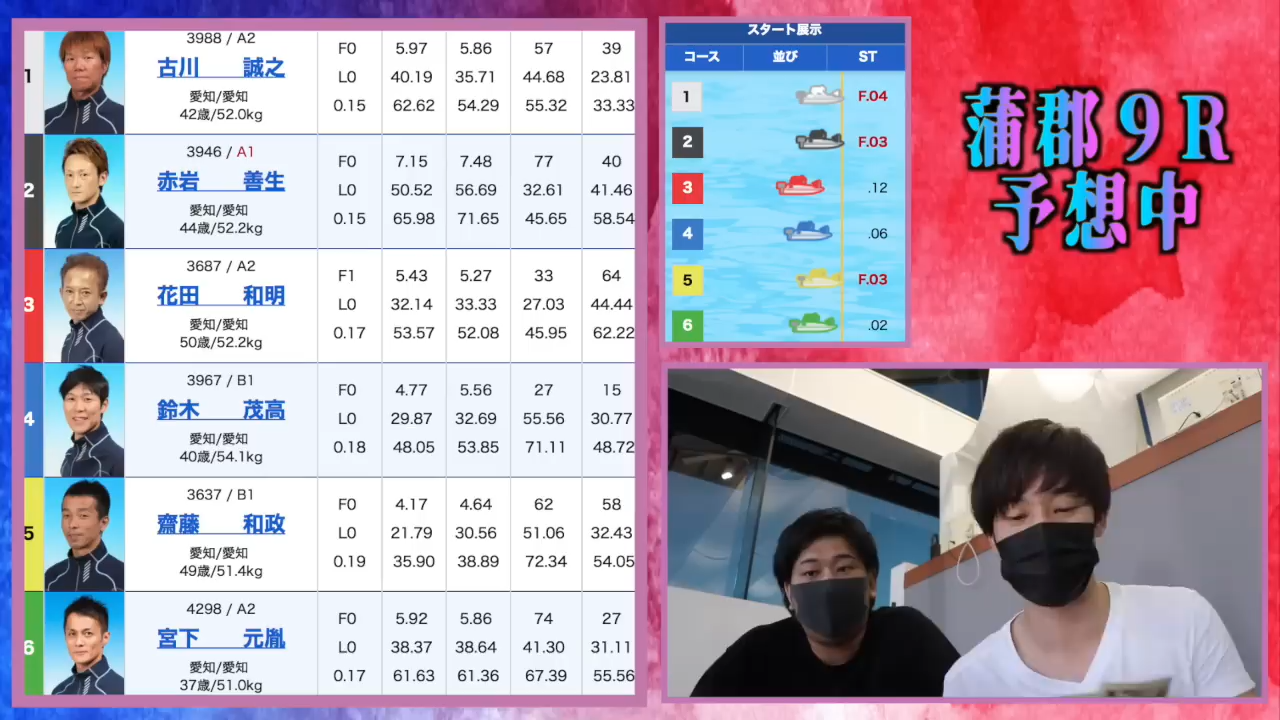 1
3988 / A2
古川 誠之
愛知/愛知
42歳/52.0kg
F0 5.97 5.86 57 39
L0 40.19 35.71 44.68 23.81
0.15 62.62 54.29 55.32 33.33
2
3946 / A1
赤岩 善生
愛知/愛知
44歳/52.2kg
F0 7.15 7.48 77 40
L0 50.52 56.69 32.61 41.46
0.15 65.98 71.65 45.65 58.54
3
3687 / A2
花田 和明
愛知/愛知
50歳/52.2kg
F1 5.43 5.27 33 64
L0 32.14 33.33 27.03 44.44
0.17 53.57 52.08 45.95 62.22
4
3967 / B1
鈴木 茂高
愛知/愛知
40歳/54.1kg
F0 4.77 5.56 27 15
L0 29.87 32.69 55.56 30.77
0.18 48.05 53.85 71.11 48.72
5
3637 / B1
齋藤 和政
愛知/愛知
49歳/51.4kg
F0 4.17 4.64 62 58
L0 21.79 30.56 51.06 32.43
0.19 35.90 38.89 72.34 54.05
6
4298 / A2
宮下 元胤
愛知/愛知
37歳/51.0kg
F0 5.92 5.86 74 27
L0 38.37 38.64 41.30 31.11
0.17 61.63 61.36 67.39 55.56
スタート展示
コース 並び ST
1 F.04
2 F.03
3 .12
4 .06
5 F.03
6 .02
蒲郡9R
予想中